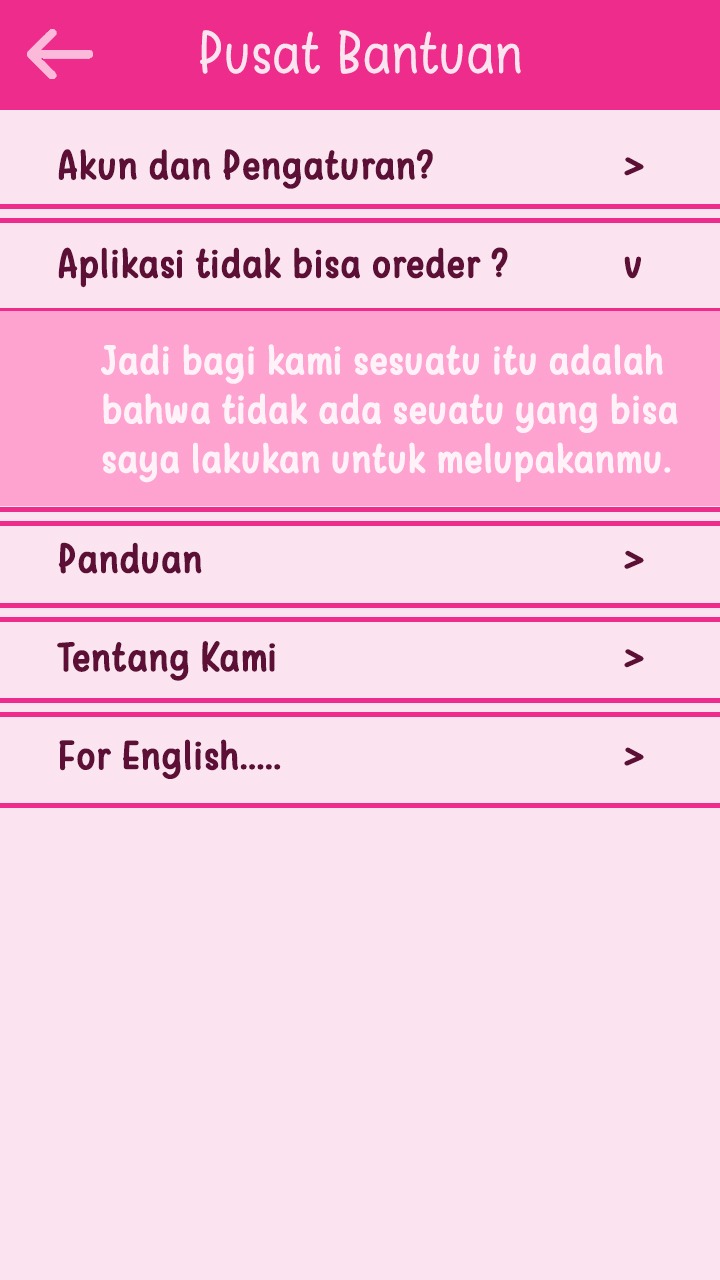 Pusat Bantuan
Akun dan Pengaturan? >
Aplikasi tidak bisa oreder ? v
Jadi bagi kami sesuatu itu adalah
bahwa tidak ada seuatu yang bisa
saya lakukan untuk melupakanmu.
Panduan >
Tentang Kami >
For English..... >